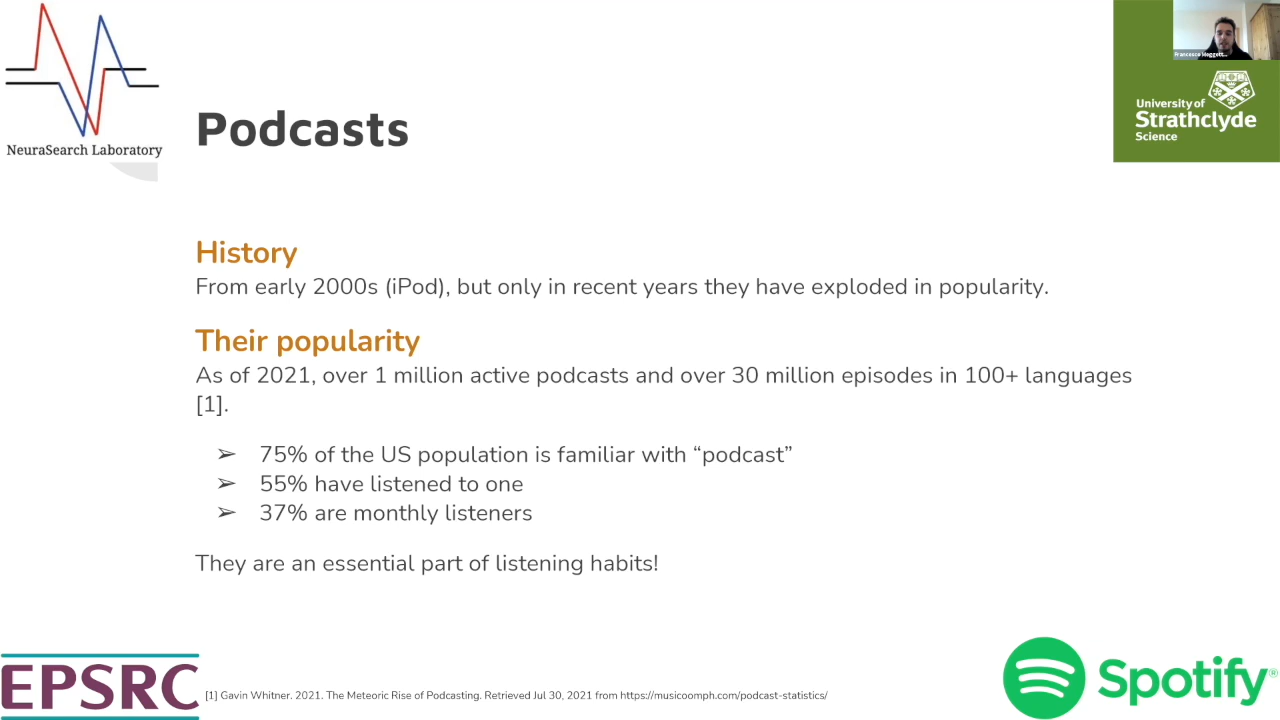 NeuraSearch Laboratory
University of
Strathclyde
Science
Podcasts
History
From early 2000s (iPod), but only in recent years they have exploded in popularity.
Their popularity
As of 2021, over 1 million active podcasts and over 30 million episodes in 100+ languages
[1].
➢ 75% of the US population is familiar with “podcast”
➢ 55% have listened to one
➢ 37% are monthly listeners
They are an essential part of listening habits!
EPSRC
[1] Gavin Whitner. 2021. The Meteoric Rise of Podcasting. Retrieved Jul 30, 2021 from https://musicoomph.com/podcast-statistics/
Spotify®